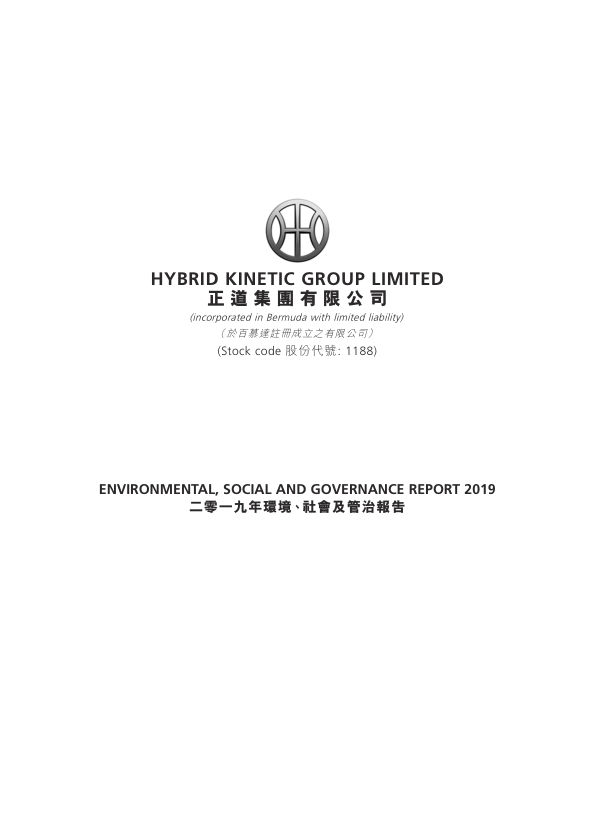 HYBRID KINETIC GROUP LIMITED
正道集團有限公司
(incorporated in Bermuda with limited liability)
（於百慕達註冊成立之有限公司）
(Stock code 股份代號: 1188)
ENVIRONMENTAL, SOCIAL AND GOVERNANCE REPORT 2019
二零一九年環境、社會及管治報告